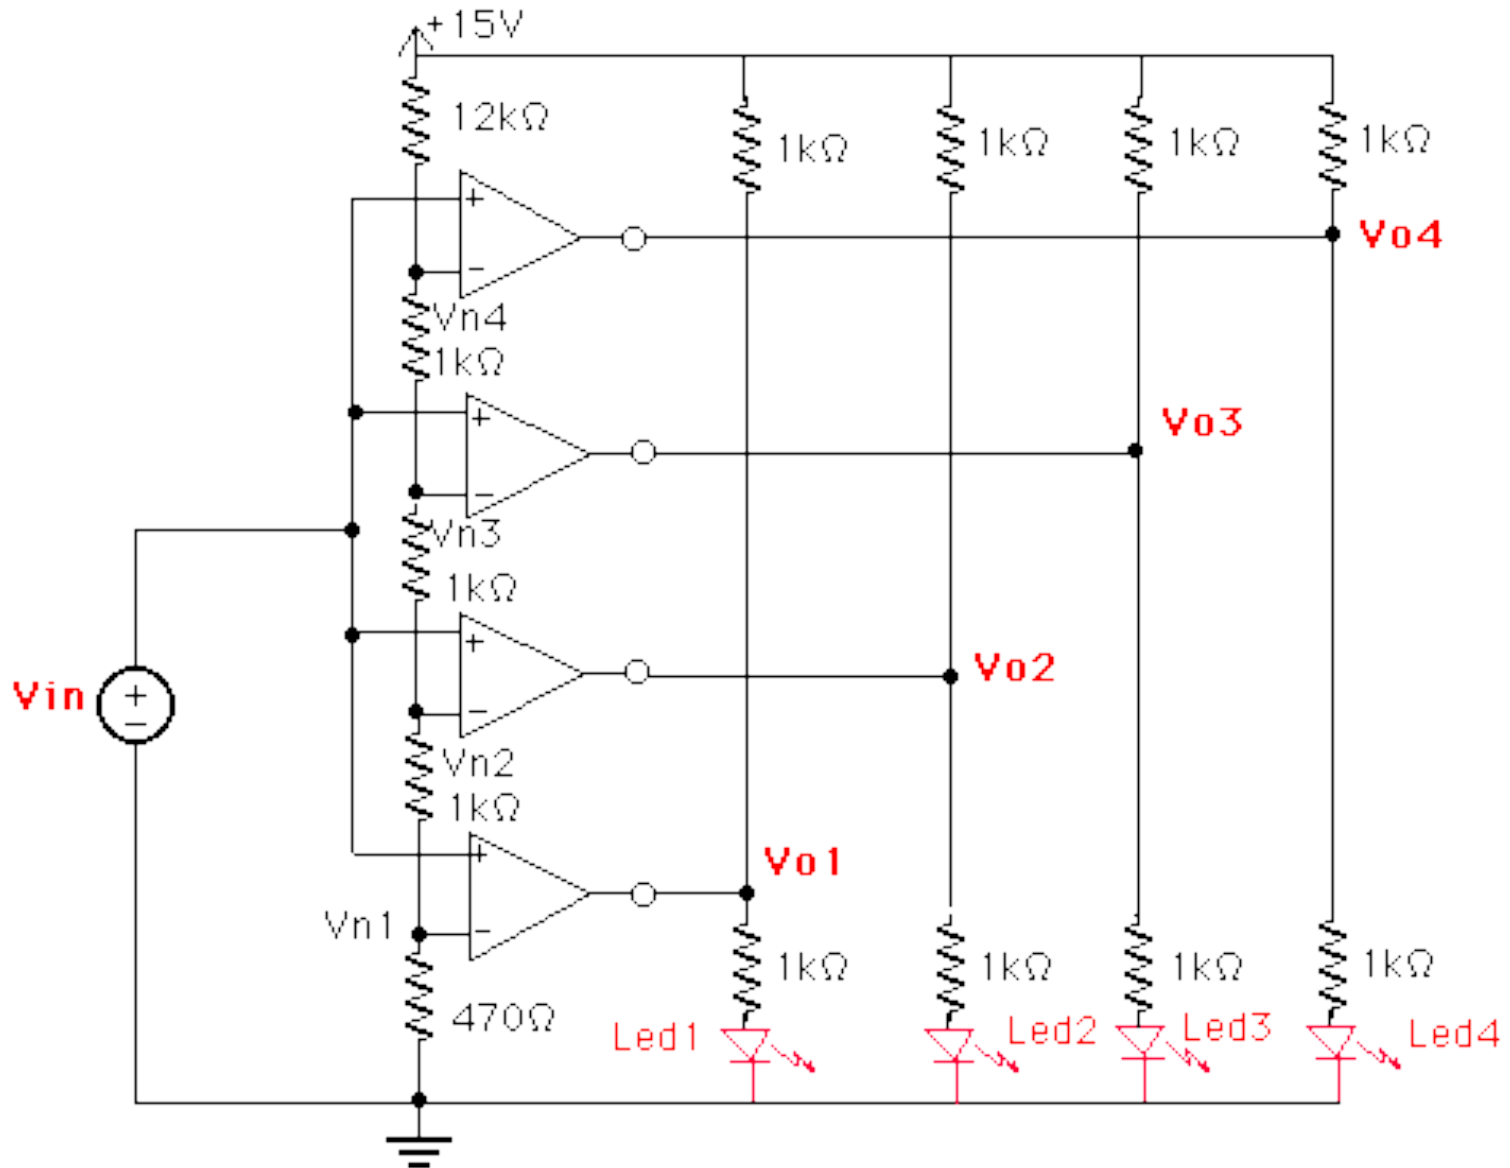 +15V
12kΩ
1kΩ
1kΩ
1kΩ
1kΩ
+
Vo4
−
Vn4
1kΩ
+
Vo3
−
Vn3
1kΩ
+
Vo2
Vin
+
−
−
Vn2
1kΩ
+
Vo1
Vn1
−
1kΩ
1kΩ
1kΩ
1kΩ
470Ω
Led1
Led2
Led3
Led4